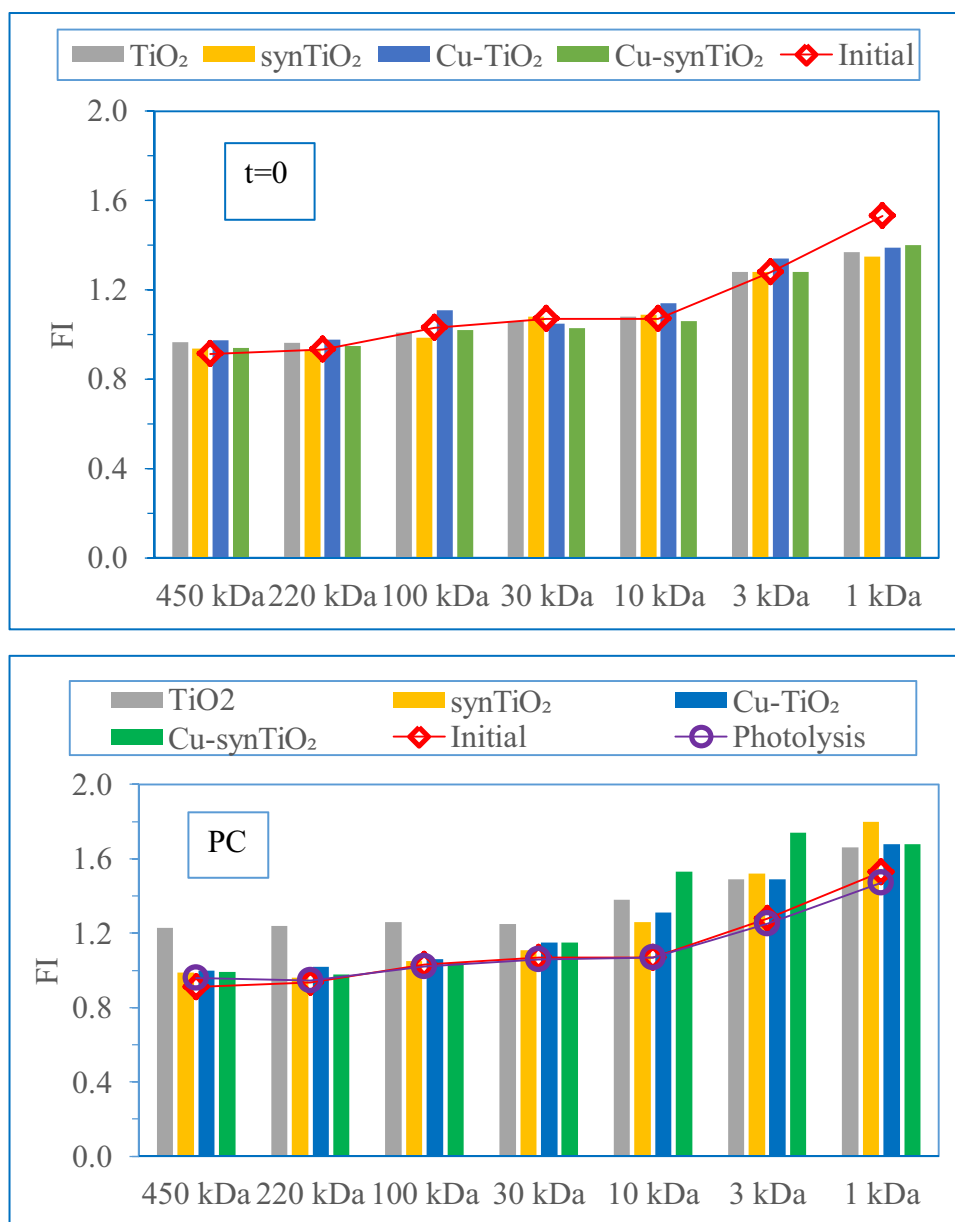 TiO₂ synTiO₂ Cu-TiO₂ Cu-synTiO₂ Initial
2.0
t=0
1.6
1.2
FI
0.8
0.4
0.0
450 kDa 220 kDa 100 kDa 30 kDa 10 kDa 3 kDa 1 kDa
TiO2 synTiO₂ Cu-TiO₂
Cu-synTiO₂ Initial Photolysis
2.0
PC
1.6
1.2
FI
0.8
0.4
0.0
450 kDa 220 kDa 100 kDa 30 kDa 10 kDa 3 kDa 1 kDa